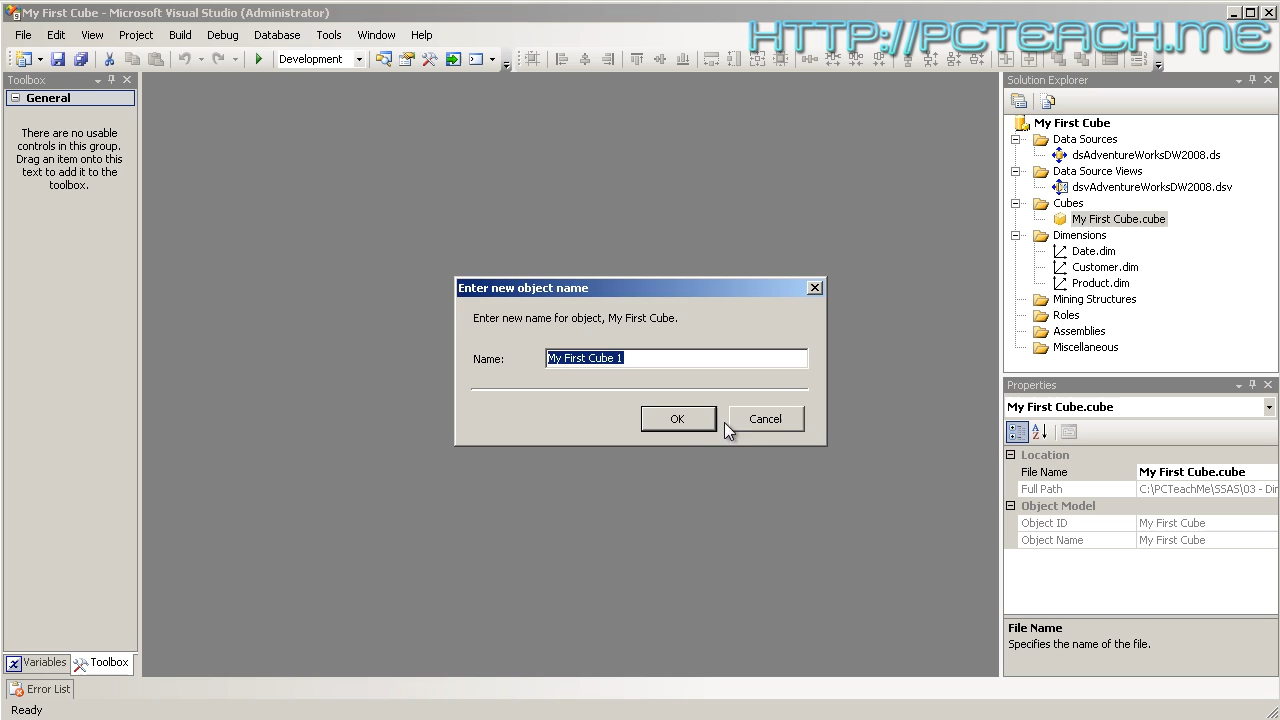 My First Cube - Microsoft Visual Studio (Administrator)
HTTP://PCTEACH.ME
File Edit View Project Build Debug Database Tools Window Help
Development
Toolbox
General
There are no usable
controls in this group.
Drag an item onto this
text to add it to the
toolbox.
Variables Toolbox
Error List
Ready
Enter new object name
Enter new name for object, My First Cube.
Name: My First Cube 1
OK Cancel
Solution Explorer
My First Cube
Data Sources
dsAdventureWorksDW2008.ds
Data Source Views
dsvAdventureWorksDW2008.dsv
Cubes
My First Cube.cube
Dimensions
Date.dim
Customer.dim
Product.dim
Mining Structures
Roles
Assemblies
Miscellaneous
Properties
My First Cube.cube
Location
File Name My First Cube.cube
Full Path C:\PCTeachMe\SSAS\03 - Di
Object Model
Object ID My First Cube
Object Name My First Cube
File Name
Specifies the name of the file.